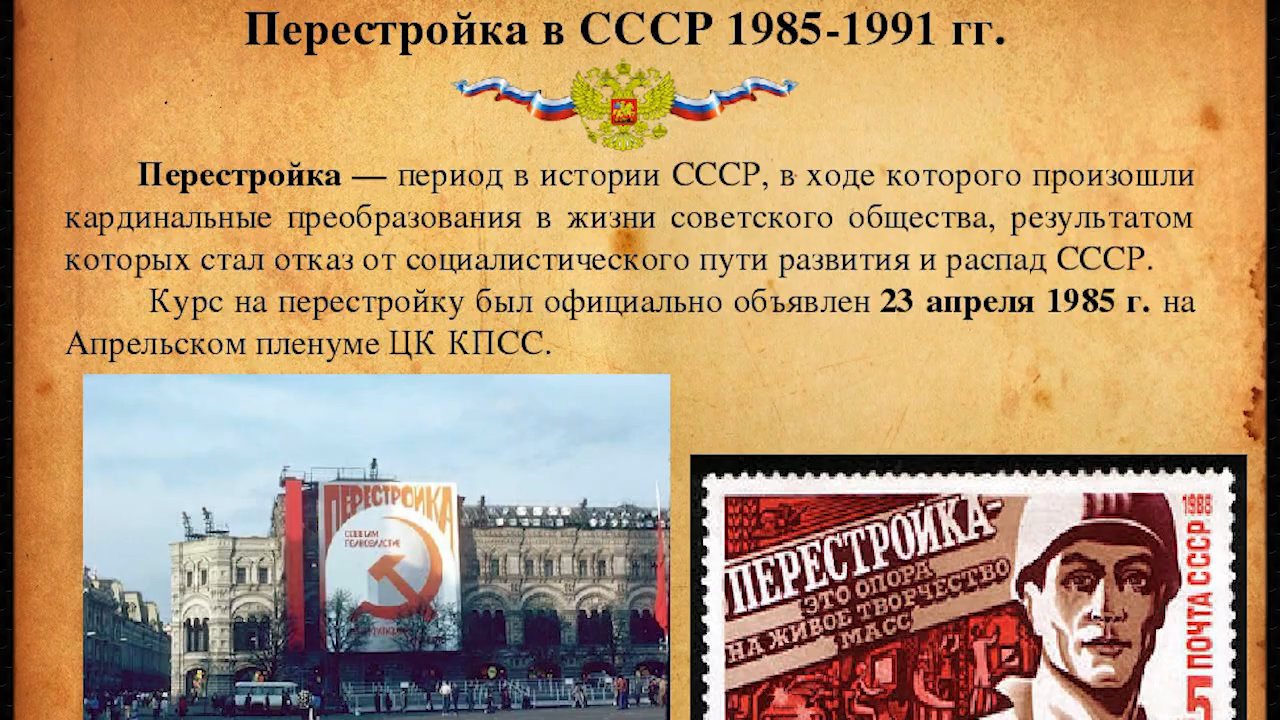 Перестройка в СССР 1985-1991 гг.
Перестройка — период в истории СССР, в ходе которого произошли
кардинальные преобразования в жизни советского общества, результатом
которых стал отказ от социалистического пути развития и распад СССР.
Курс на перестройку был официально объявлен 23 апреля 1985 г. на
Апрельском пленуме ЦК КПСС.
ПЕРЕСТРОЙКА
1988
ПЕРЕСТРОЙКА-
ЭТО ОПОРА
НА ЖИВОЕ ТВОРЧЕСТВО
МАСС
5 ПОЧТА СССР